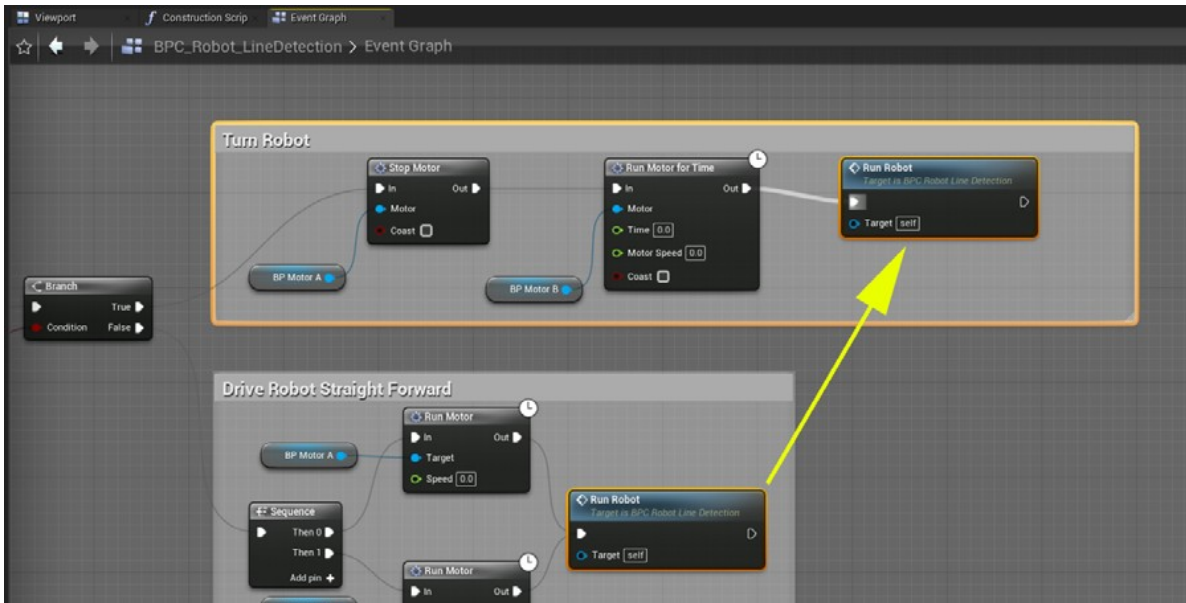 Viewport
Construction Scrip
Event Graph
BPC_Robot_LineDetection > Event Graph
Turn Robot
Stop Motor
In Out
Motor
Coast
BP Motor A
Run Motor for Time
In Out
Motor
Time 0.0
Motor Speed 0.0
Coast
BP Motor B
Run Robot
Target is BPC Robot Line Detection
Target self
Branch
True
Condition False
Drive Robot Straight Forward
Run Motor
In Out
Target
Speed 0.0
BP Motor A
Sequence
Then 0
Then 1
Add pin +
Run Robot
Target is BPC Robot Line Detection
Target self
Run Motor
In Out